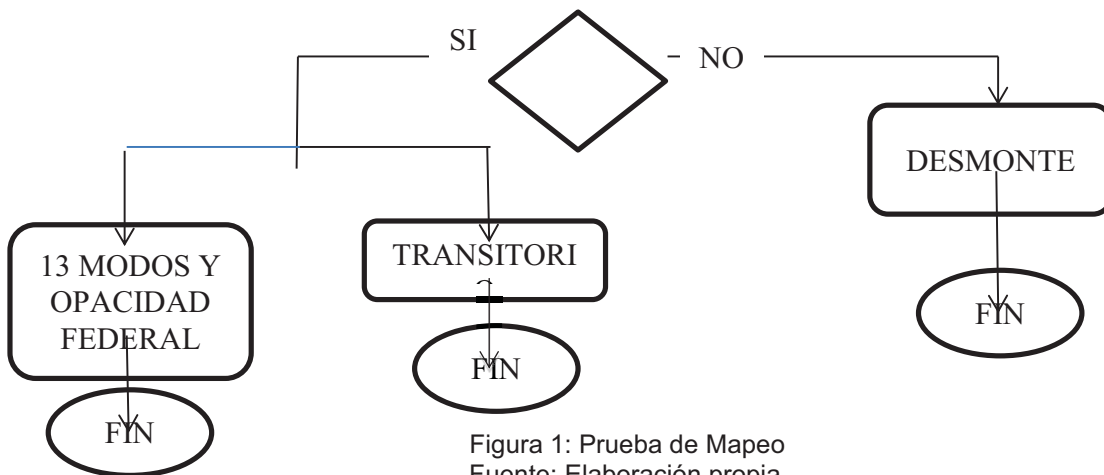 SI
NO
DESMONTE
13 MODOS Y
OPACIDAD
FEDERAL
TRANSITORI
FIN
FIN
FIN
Figura 1: Prueba de Mapeo
Fuente: Elaboración propia